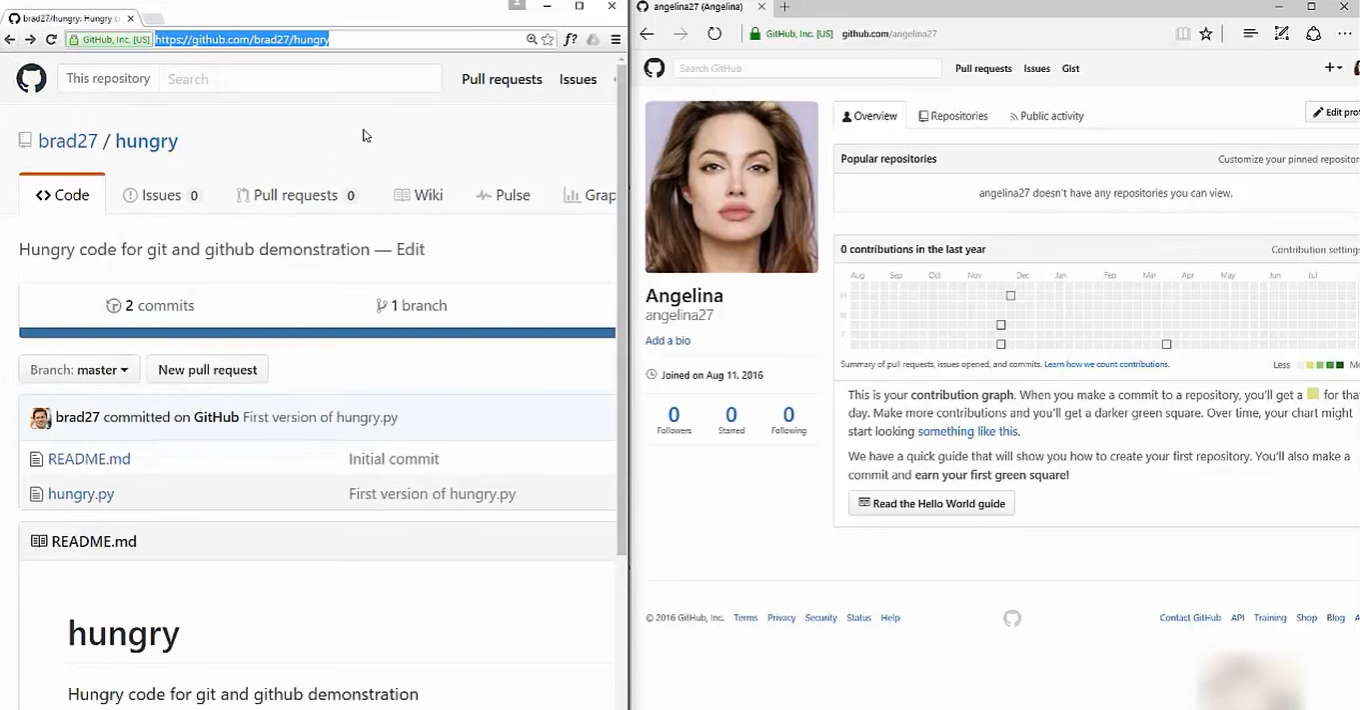 brad27/hungry: Hungry c
GitHub, Inc. [US] https://github.com/brad27/hungry
This repository Search Pull requests Issues
brad27 / hungry
Code Issues 0 Pull requests 0 Wiki Pulse Grap
Hungry code for git and github demonstration — Edit
2 commits 1 branch
Branch: master New pull request
brad27 committed on GitHub First version of hungry.py
README.md Initial commit
hungry.py First version of hungry.py
README.md
hungry
Hungry code for git and github demonstration
angelina27 (Angelina)
GitHub, Inc. [US] github.com/angelina27
Search GitHub Pull requests Issues Gist
Overview Repositories Public activity Edit prof
Popular repositories Customize your pinned repositor
angelina27 doesn't have any repositories you can view.
0 contributions in the last year Contribution settings
Aug Sep Oct Nov Dec Jan Feb Mar Apr May Jun Jul
M
W
F
Summary of pull requests, issues opened, and commits. Learn how we count contributions. Less Mo
This is your contribution graph. When you make a commit to a repository, you'll get a for tha
day. Make more contributions and you'll get a darker green square. Over time, your chart might
start looking something like this.
We have a quick guide that will show you how to create your first repository. You'll also make a
commit and earn your first green square!
Read the Hello World guide
Angelina
angelina27
Add a bio
Joined on Aug 11, 2016
0 0 0
Followers Starred Following
© 2016 GitHub, Inc. Terms Privacy Security Status Help Contact GitHub API Training Shop Blog A